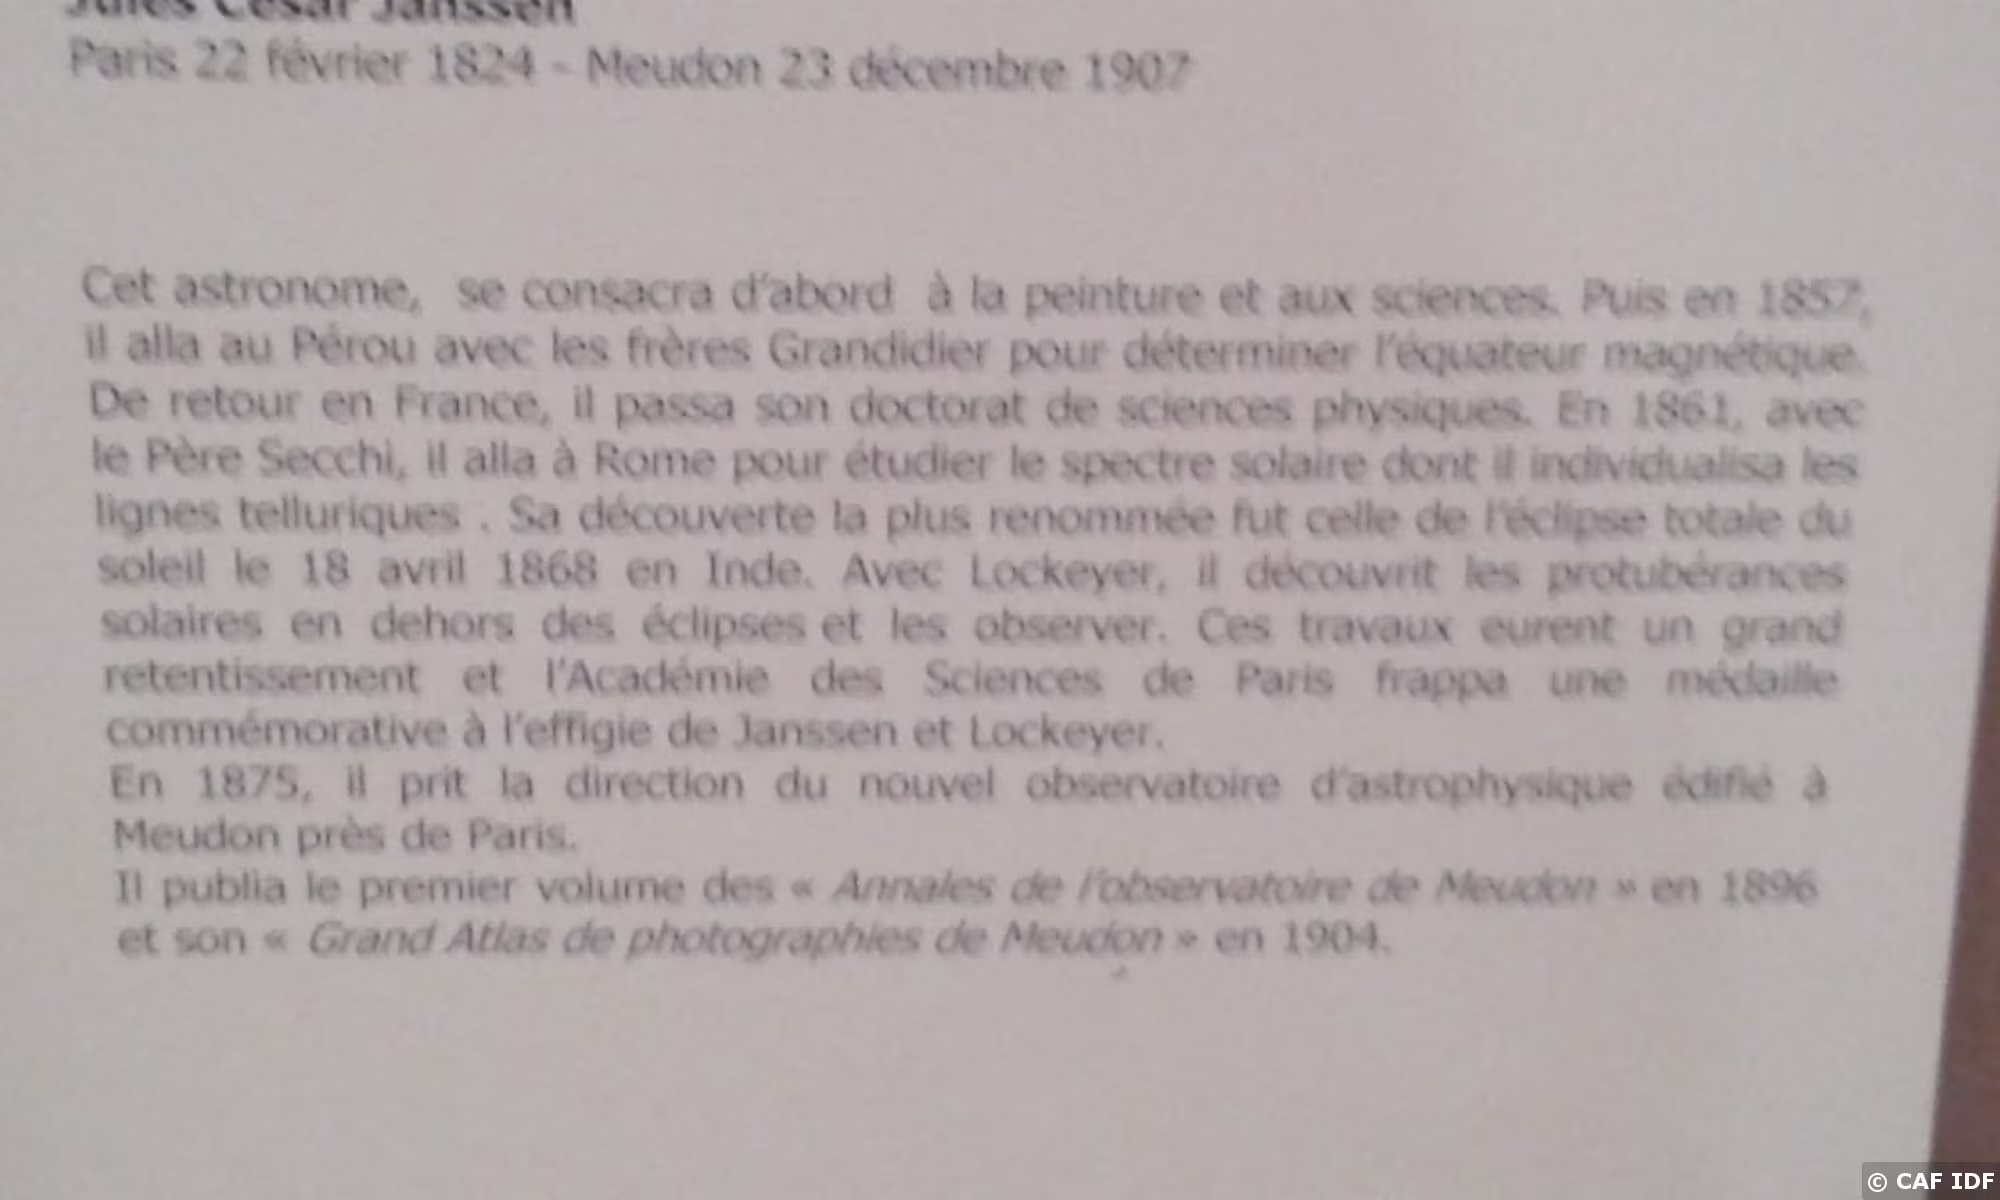 Jules César Janssen
Paris 22 février 1824 - Meudon 23 décembre 1907
Cet astronome, se consacra d'abord à la peinture et aux sciences. Puis en 1857,
il alla au Pérou avec les frères Grandidier pour déterminer l'équateur magnétique.
De retour en France, il passa son doctorat de sciences physiques. En 1861, avec
le Père Secchi, il alla à Rome pour étudier le spectre solaire dont il individualisa les
lignes telluriques . Sa découverte la plus renommée fut celle de l'éclipse totale du
soleil le 18 avril 1868 en Inde. Avec Lockeyer, il découvrit les protubérances
solaires en dehors des éclipses et les observer. Ces travaux eurent un grand
retentissement et l'Académie des Sciences de Paris frappa une médaille
commémorative à l'effigie de Janssen et Lockeyer.
En 1875, il prit la direction du nouvel observatoire d'astrophysique édifié à
Meudon près de Paris.
Il publia le premier volume des « Annales de l'observatoire de Meudon » en 1896
et son « Grand Atlas de photographies de Meudon » en 1904.
© CAF IDF